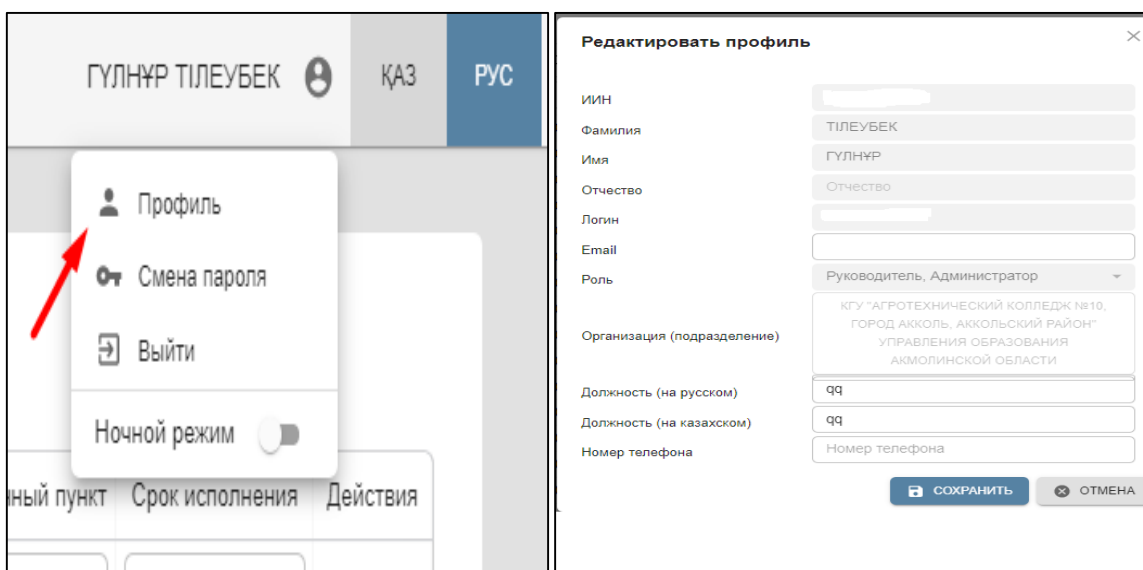 ГҮЛНҰР ТІЛЕУБЕК ҚАЗ РУС
Профиль
Смена пароля
Выйти
Ночной режим
нный пункт Срок исполнения Действия
Редактировать профиль
ИИН
Фамилия ТІЛЕУБЕК
Имя ГҮЛНҰР
Отчество Отчество
Логин
Email
Роль Руководитель, Администратор
Организация (подразделение)
КГУ "АГРОТЕХНИЧЕСКИЙ КОЛЛЕДЖ №10,
ГОРОД АККОЛЬ, АККОЛЬСКИЙ РАЙОН"
УПРАВЛЕНИЯ ОБРАЗОВАНИЯ
АКМОЛИНСКОЙ ОБЛАСТИ
Должность (на русском) qq
Должность (на казахском) qq
Номер телефона Номер телефона
СОХРАНИТЬ ОТМЕНА